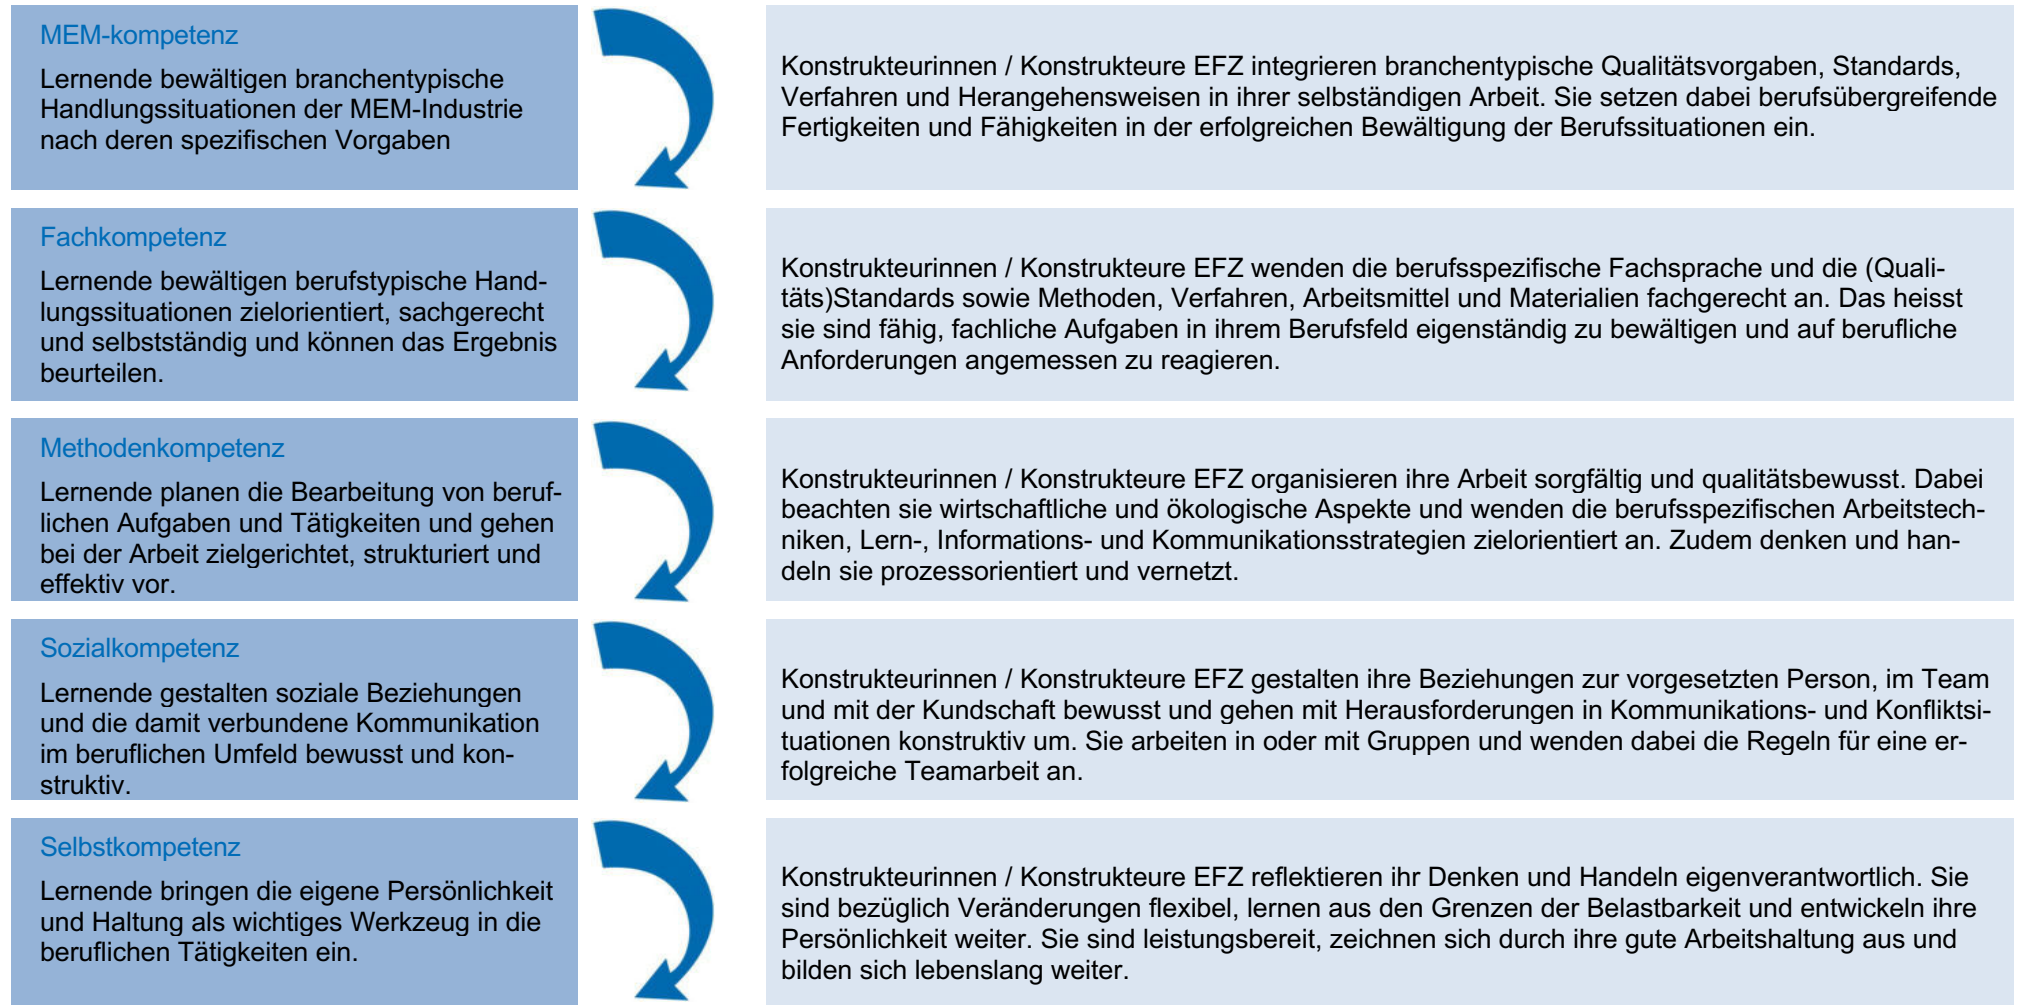 MEM-kompetenz
Lernende bewältigen branchentypische
Handlungssituationen der MEM-Industrie
nach deren spezifischen Vorgaben
Konstrukteurinnen / Konstrukteure EFZ integrieren branchentypische Qualitätsvorgaben, Standards,
Verfahren und Herangehensweisen in ihrer selbständigen Arbeit. Sie setzen dabei berufsübergreifende
Fertigkeiten und Fähigkeiten in der erfolgreichen Bewältigung der Berufssituationen ein.
Fachkompetenz
Lernende bewältigen berufstypische Hand-
lungssituationen zielorientiert, sachgerecht
und selbstständig und können das Ergebnis
beurteilen.
Konstrukteurinnen / Konstrukteure EFZ wenden die berufsspezifische Fachsprache und die (Quali-
täts)Standards sowie Methoden, Verfahren, Arbeitsmittel und Materialien fachgerecht an. Das heisst
sie sind fähig, fachliche Aufgaben in ihrem Berufsfeld eigenständig zu bewältigen und auf berufliche
Anforderungen angemessen zu reagieren.
Methodenkompetenz
Lernende planen die Bearbeitung von beruf-
lichen Aufgaben und Tätigkeiten und gehen
bei der Arbeit zielgerichtet, strukturiert und
effektiv vor.
Konstrukteurinnen / Konstrukteure EFZ organisieren ihre Arbeit sorgfältig und qualitätsbewusst. Dabei
beachten sie wirtschaftliche und ökologische Aspekte und wenden die berufsspezifischen Arbeitstech-
niken, Lern-, Informations- und Kommunikationsstrategien zielorientiert an. Zudem denken und han-
deln sie prozessorientiert und vernetzt.
Sozialkompetenz
Lernende gestalten soziale Beziehungen
und die damit verbundene Kommunikation
im beruflichen Umfeld bewusst und kon-
struktiv.
Konstrukteurinnen / Konstrukteure EFZ gestalten ihre Beziehungen zur vorgesetzten Person, im Team
und mit der Kundschaft bewusst und gehen mit Herausforderungen in Kommunikations- und Konfliktsi-
tuationen konstruktiv um. Sie arbeiten in oder mit Gruppen und wenden dabei die Regeln für eine er-
folgreiche Teamarbeit an.
Selbstkompetenz
Lernende bringen die eigene Persönlichkeit
und Haltung als wichtiges Werkzeug in die
beruflichen Tätigkeiten ein.
Konstrukteurinnen / Konstrukteure EFZ reflektieren ihr Denken und Handeln eigenverantwortlich. Sie
sind bezüglich Veränderungen flexibel, lernen aus den Grenzen der Belastbarkeit und entwickeln ihre
Persönlichkeit weiter. Sie sind leistungsbereit, zeichnen sich durch ihre gute Arbeitshaltung aus und
bilden sich lebenslang weiter.